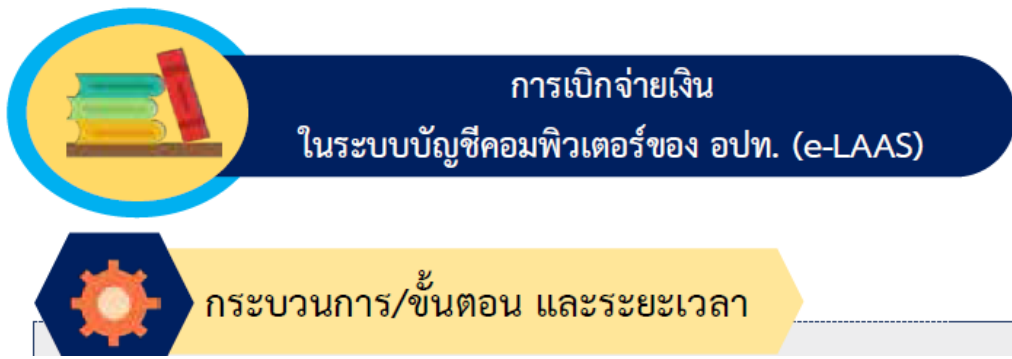 การเบิกจ่ายเงิน
ในระบบบัญชีคอมพิวเตอร์ของ อปท. (e-LAAS)
กระบวนการ/ขั้นตอน และระยะเวลา